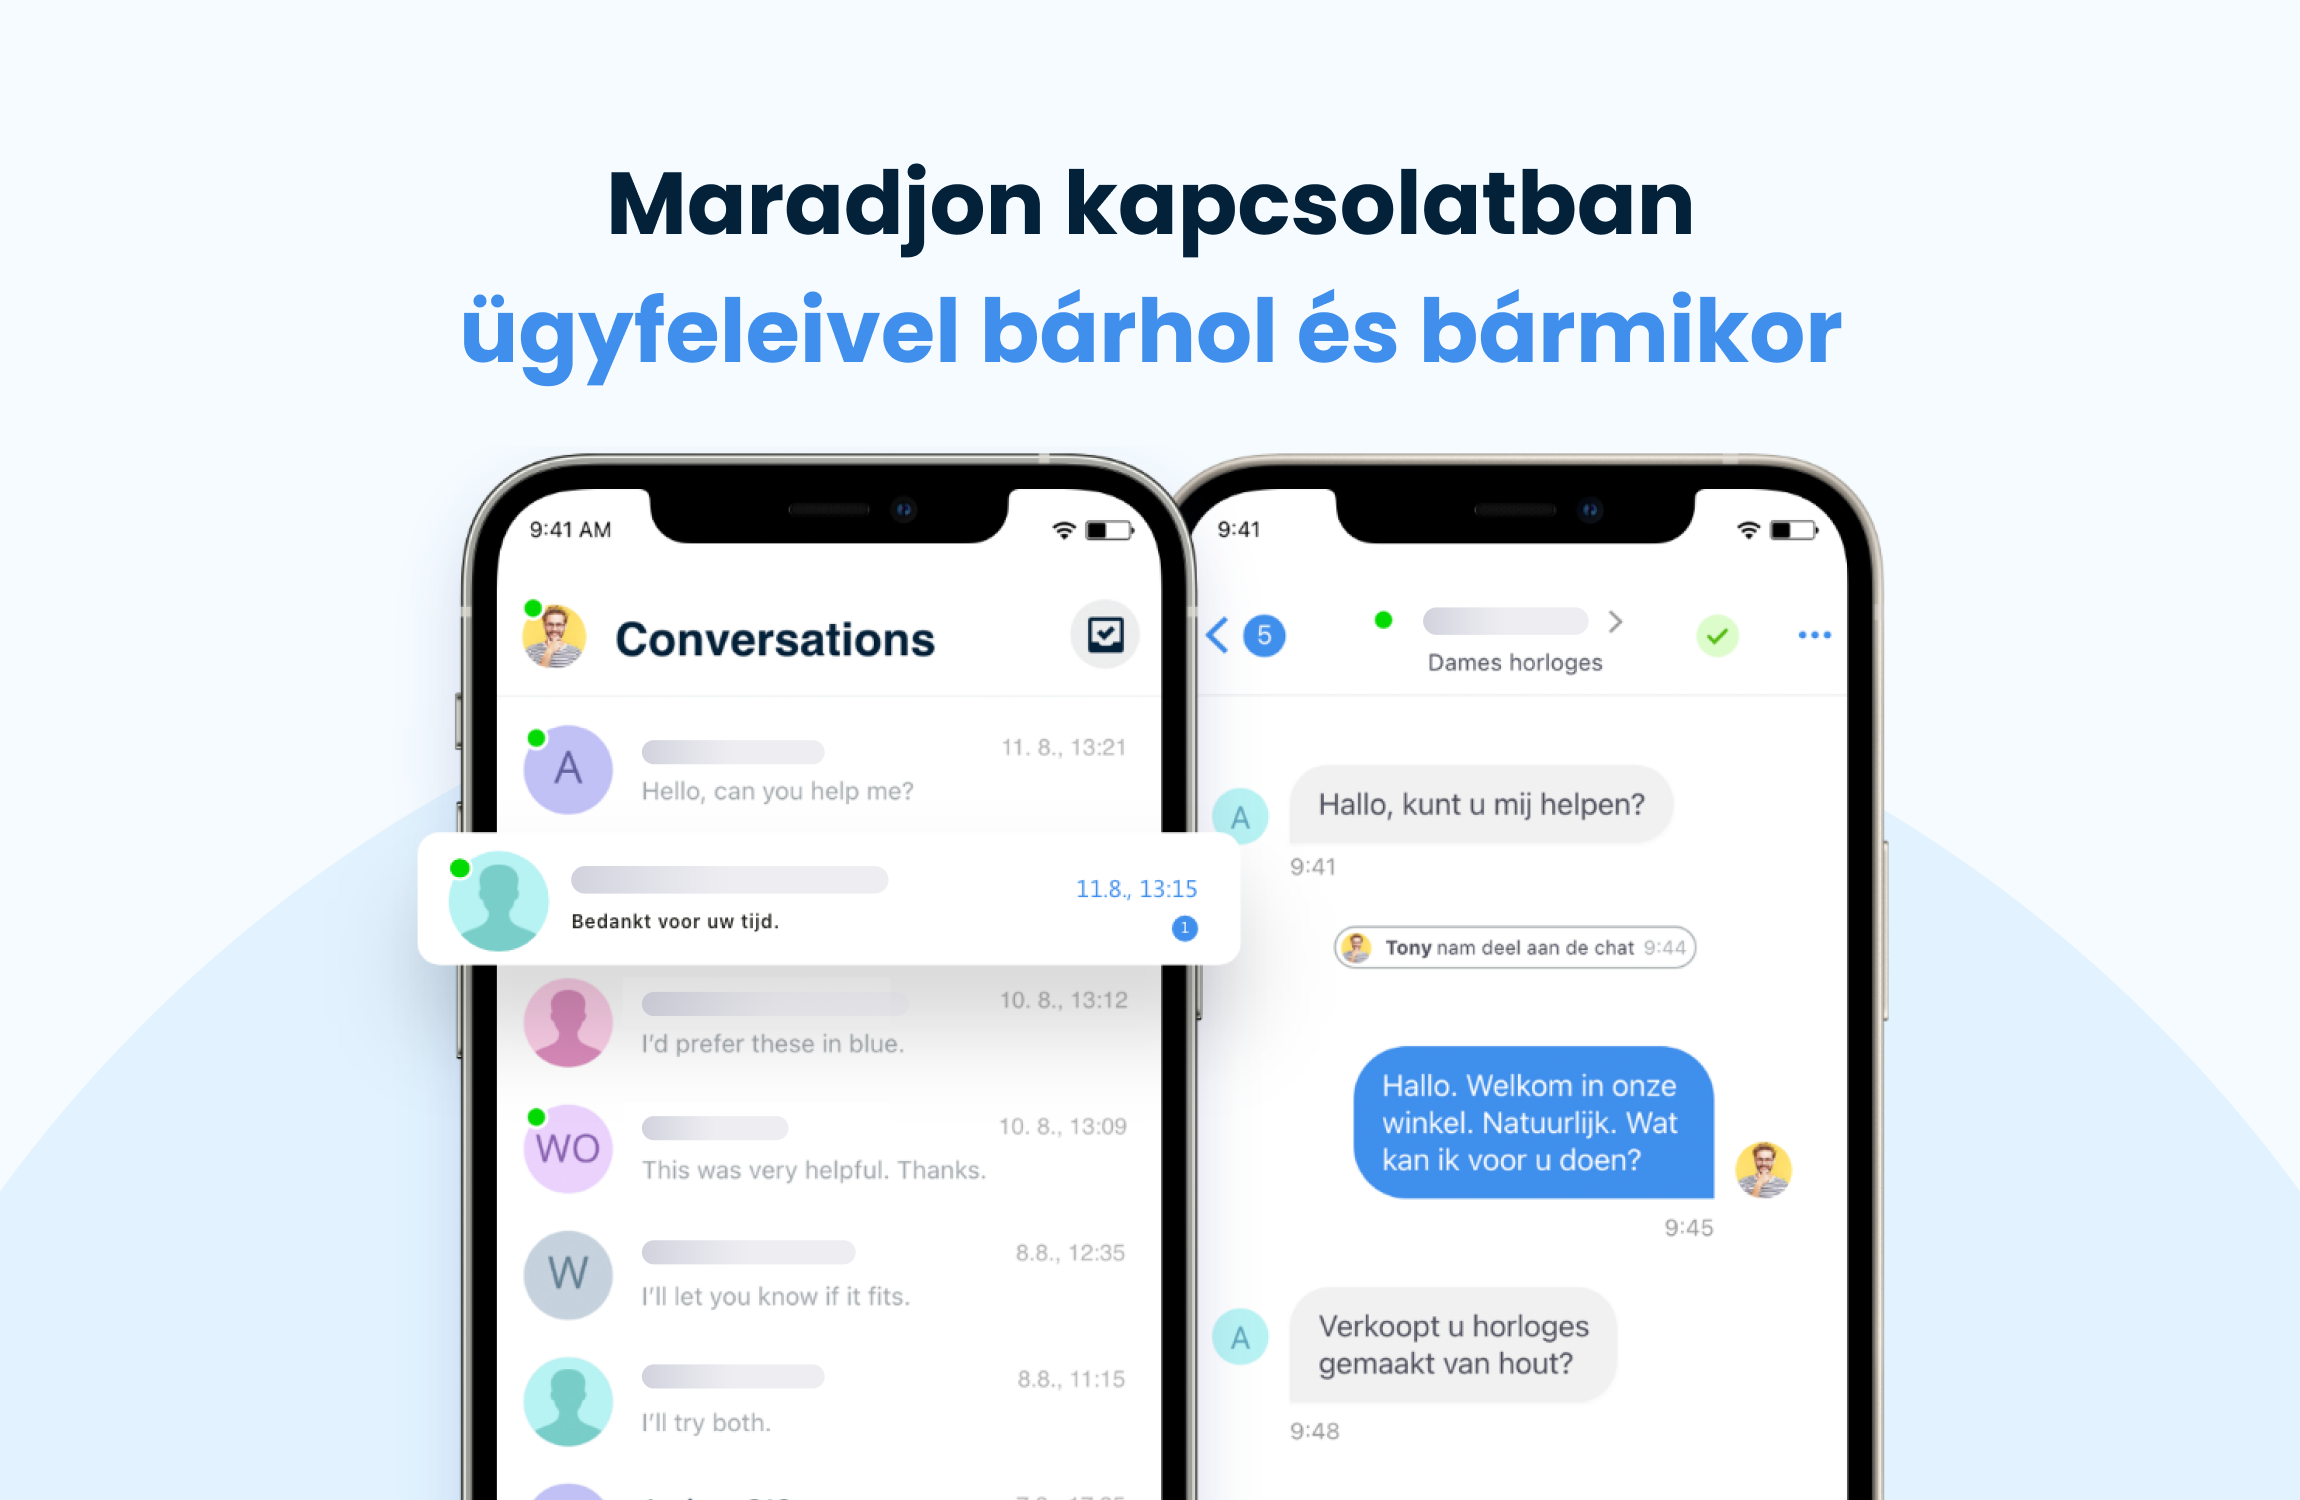 Maradjon kapcsolatban
ügyfeleivel bárhol és bármikor
9:41 AM
Conversations
A
11. 8., 13:21
Hello, can you help me?
11.8., 13:15
Bedankt voor uw tijd.
1
10. 8., 13:12
I'd prefer these in blue.
WO
10. 8., 13:09
This was very helpful. Thanks.
W
8.8., 12:35
I'll let you know if it fits.
8.8., 11:15
I'll try both.
9:41
5
Dames horloges
A
Hallo, kunt u mij helpen?
9:41
Tony nam deel aan de chat 9:44
Hallo. Welkom in onze
winkel. Natuurlijk. Wat
kan ik voor u doen?
9:45
A
Verkoopt u horloges
gemaakt van hout?
9:48